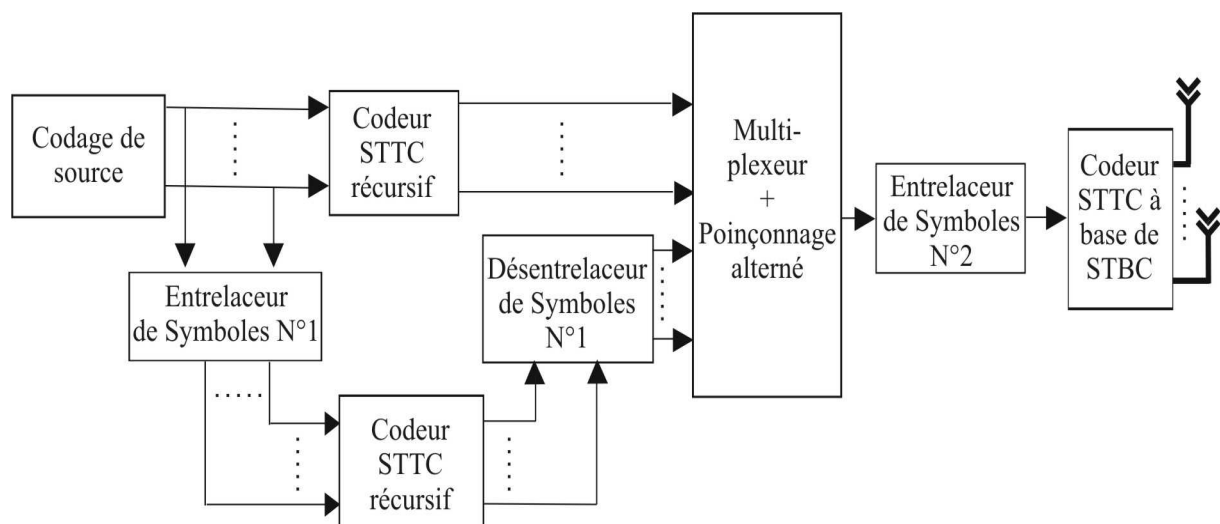 Codage de
source
Codeur
STTC
récursif
Multi-
plexeur
+
Poinçonnage
alterné
Entrelaceur
de Symboles
N°2
Codeur
STTC à
base de
STBC
Entrelaceur
de Symboles N°1
Désentrelaceur
de Symboles
N°1
Codeur
STTC
récursif